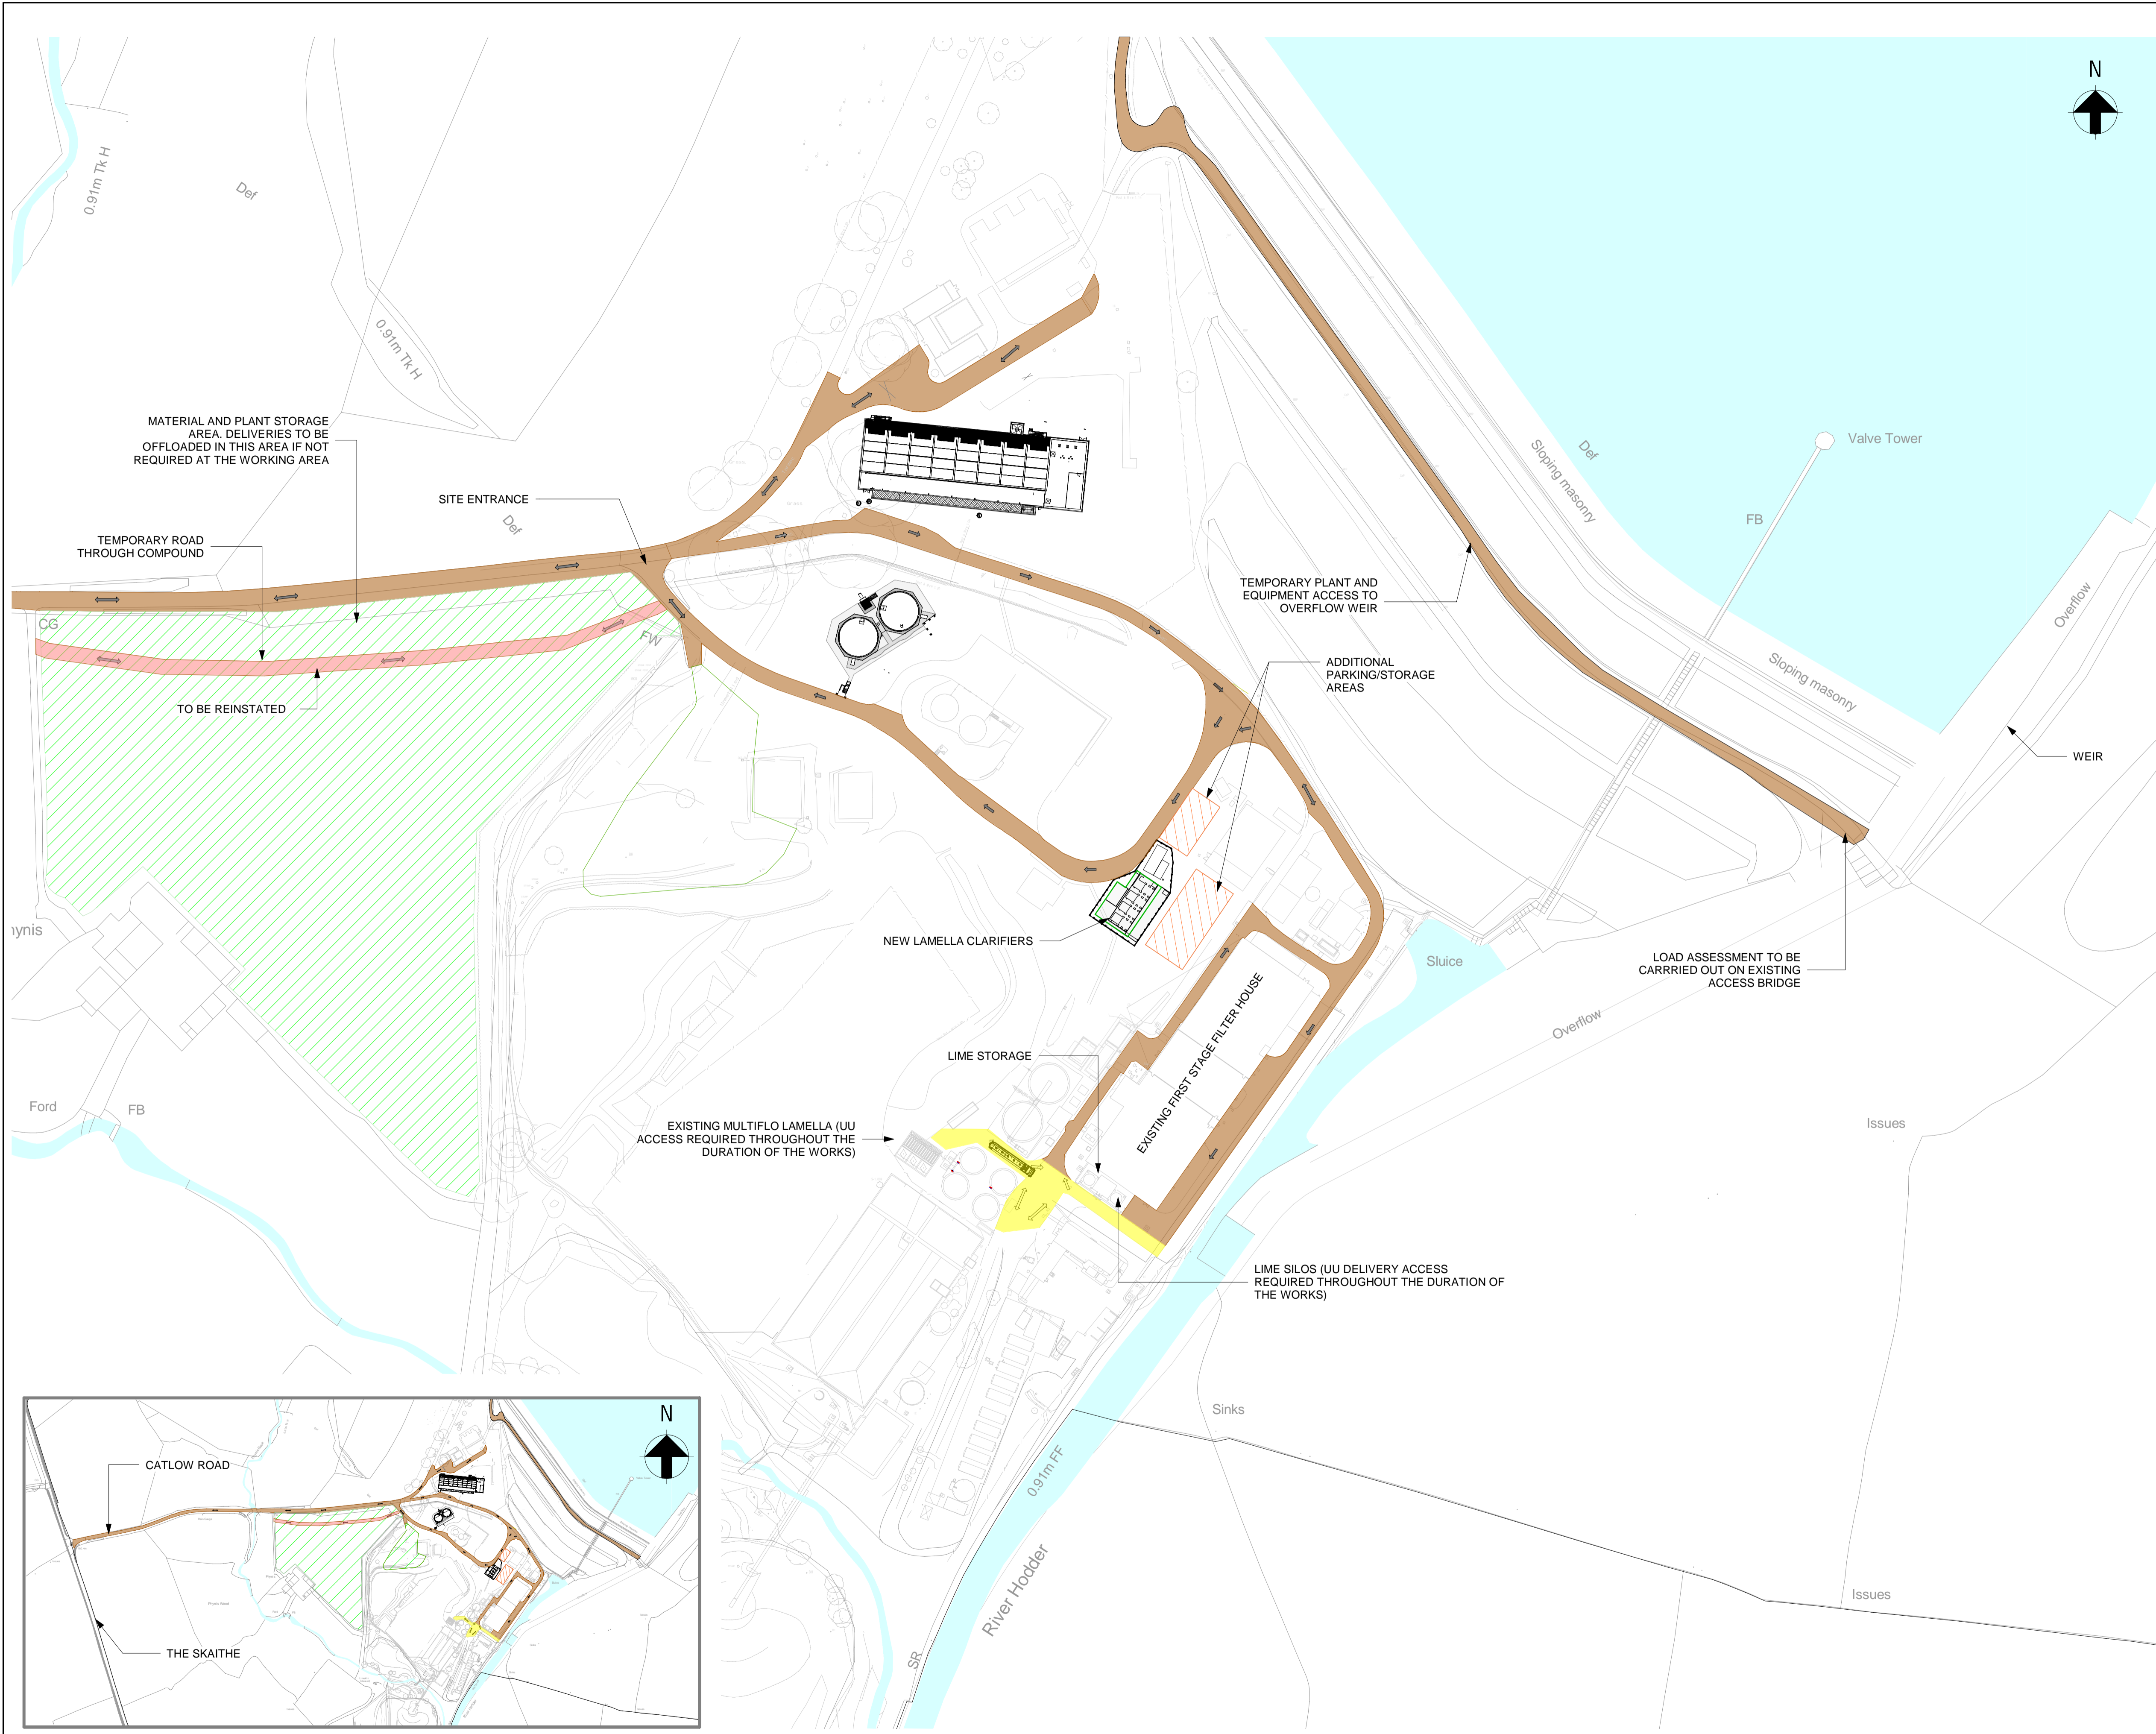 N
0.91m Tk H
Def
0.91m Tk H
MATERIAL AND PLANT STORAGE
AREA. DELIVERIES TO BE
OFFLOADED IN THIS AREA IF NOT
REQUIRED AT THE WORKING AREA
SITE ENTRANCE
Def
TEMPORARY ROAD
THROUGH COMPOUND
CG
FW
TO BE REINSTATED
Valve Tower
Def
Sloping masonry
FB
TEMPORARY PLANT AND
EQUIPMENT ACCESS TO
OVERFLOW WEIR
Overflow
Sloping masonry
ADDITIONAL
PARKING/STORAGE
AREAS
WEIR
NEW LAMELLA CLARIFIERS
Sluice
LOAD ASSESSMENT TO BE
CARRRIED OUT ON EXISTING
ACCESS BRIDGE
Overflow
EXISTING FIRST STAGE FILTER HOUSE
LIME STORAGE
Ford
FB
Issues
EXISTING MULTIFLO LAMELLA (UU
ACCESS REQUIRED THROUGHOUT THE
DURATION OF THE WORKS)
LIME SILOS (UU DELIVERY ACCESS
REQUIRED THROUGHOUT THE DURATION OF
THE WORKS)
Sinks
0.91m FF
River Hodder
SR
Issues
N
CATLOW ROAD
THE SKAITHE